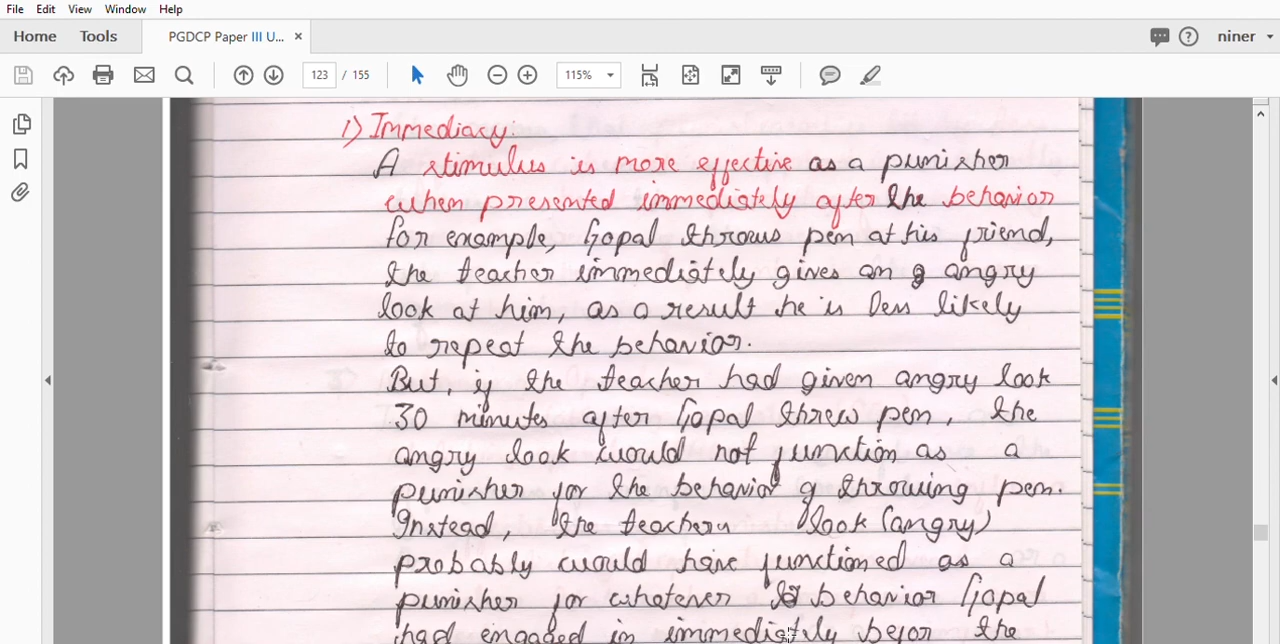 File Edit View Window Help
Home Tools PGDCP Paper III U... × niner
123 / 155 115%
1) Immediacy:
A stimulus is more effective as a punisher
when presented immediately after the behavior
for example, Gopal throws pen at his friend,
the teacher immediately gives an angry
look at him, as a result he is less likely
to repeat the behavior.
But, if the teacher had given angry look
30 minutes after Gopal threw pen, the
angry look would not function as a
punisher for the behavior of throwing pen.
Instead, the teachers look (angry)
probably would have functioned as a
punisher for whatever behavior Gopal
had engaged in immediately befor the